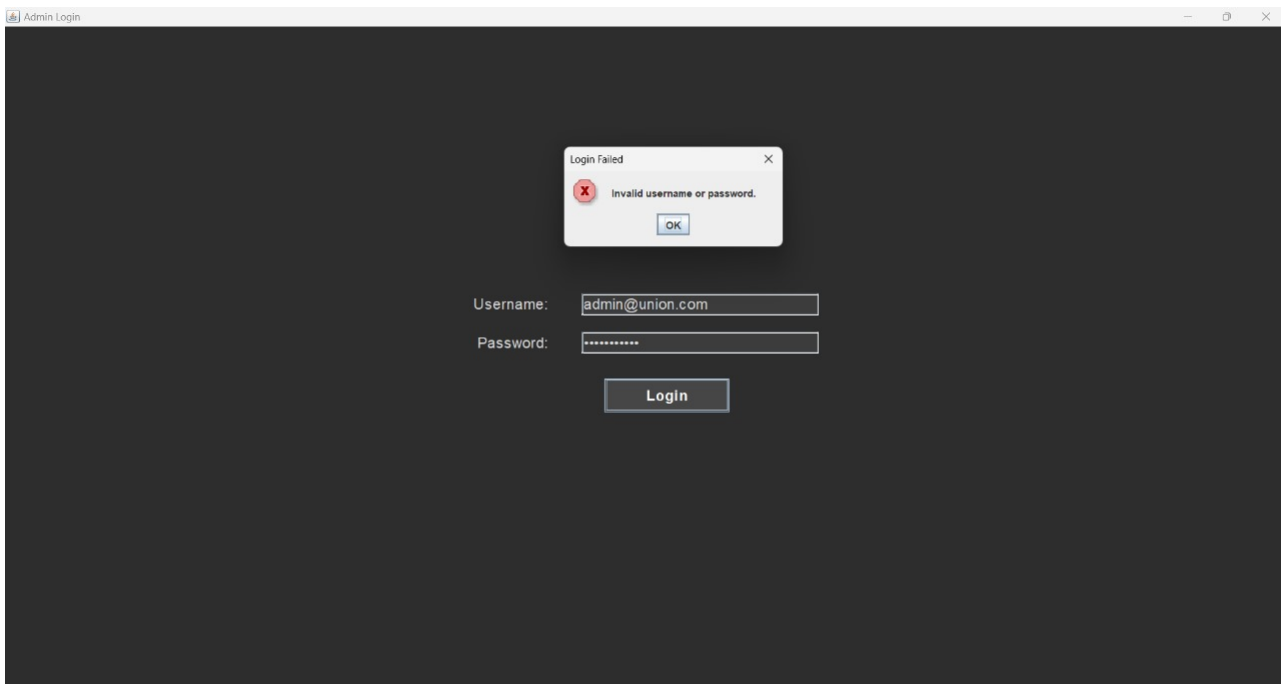 Admin Login
Login Failed
X
Invalid username or password.
OK
Username: admin@union.com
Password: •••••••••••
Login